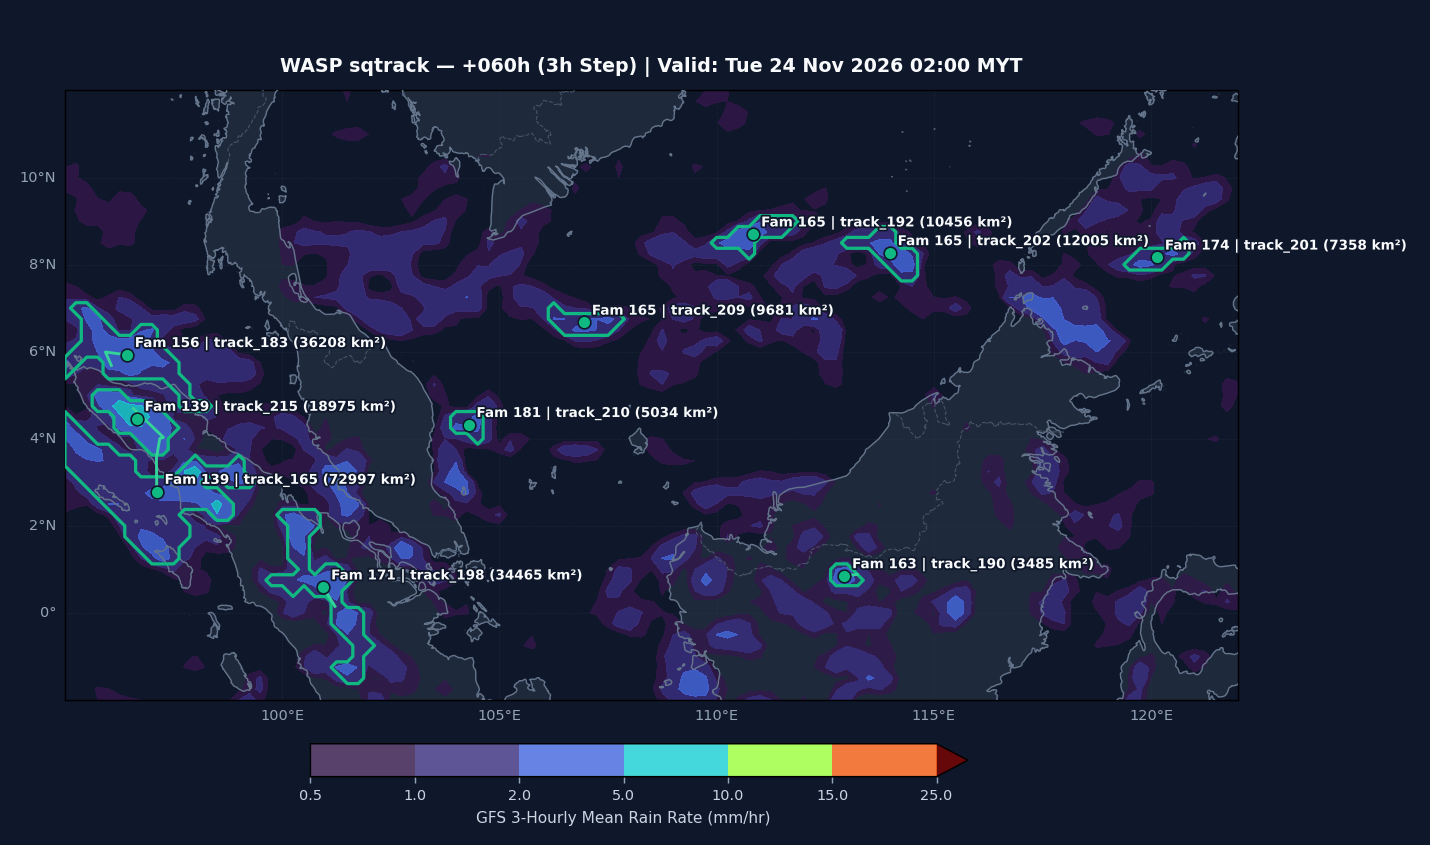 WASP sqtrack — +060h (3h Step) | Valid: Tue 24 Nov 2026 02:00 MYT
10°N
8°N
6°N
4°N
2°N
0°
Fam 165 | track_192 (10456 km²)
Fam 165 | track_202 (12005 km²)
Fam 174 | track_201 (7358 km²)
Fam 165 | track_209 (9681 km²)
Fam 156 | track_183 (36208 km²)
Fam 139 | track_215 (18975 km²)
Fam 181 | track_210 (5034 km²)
Fam 139 | track_165 (72997 km²)
Fam 163 | track_190 (3485 km²)
Fam 171 | track_198 (34465 km²)
100°E 105°E 110°E 115°E 120°E
0.5 1.0 2.0 5.0 10.0 15.0 25.0
GFS 3-Hourly Mean Rain Rate (mm/hr)